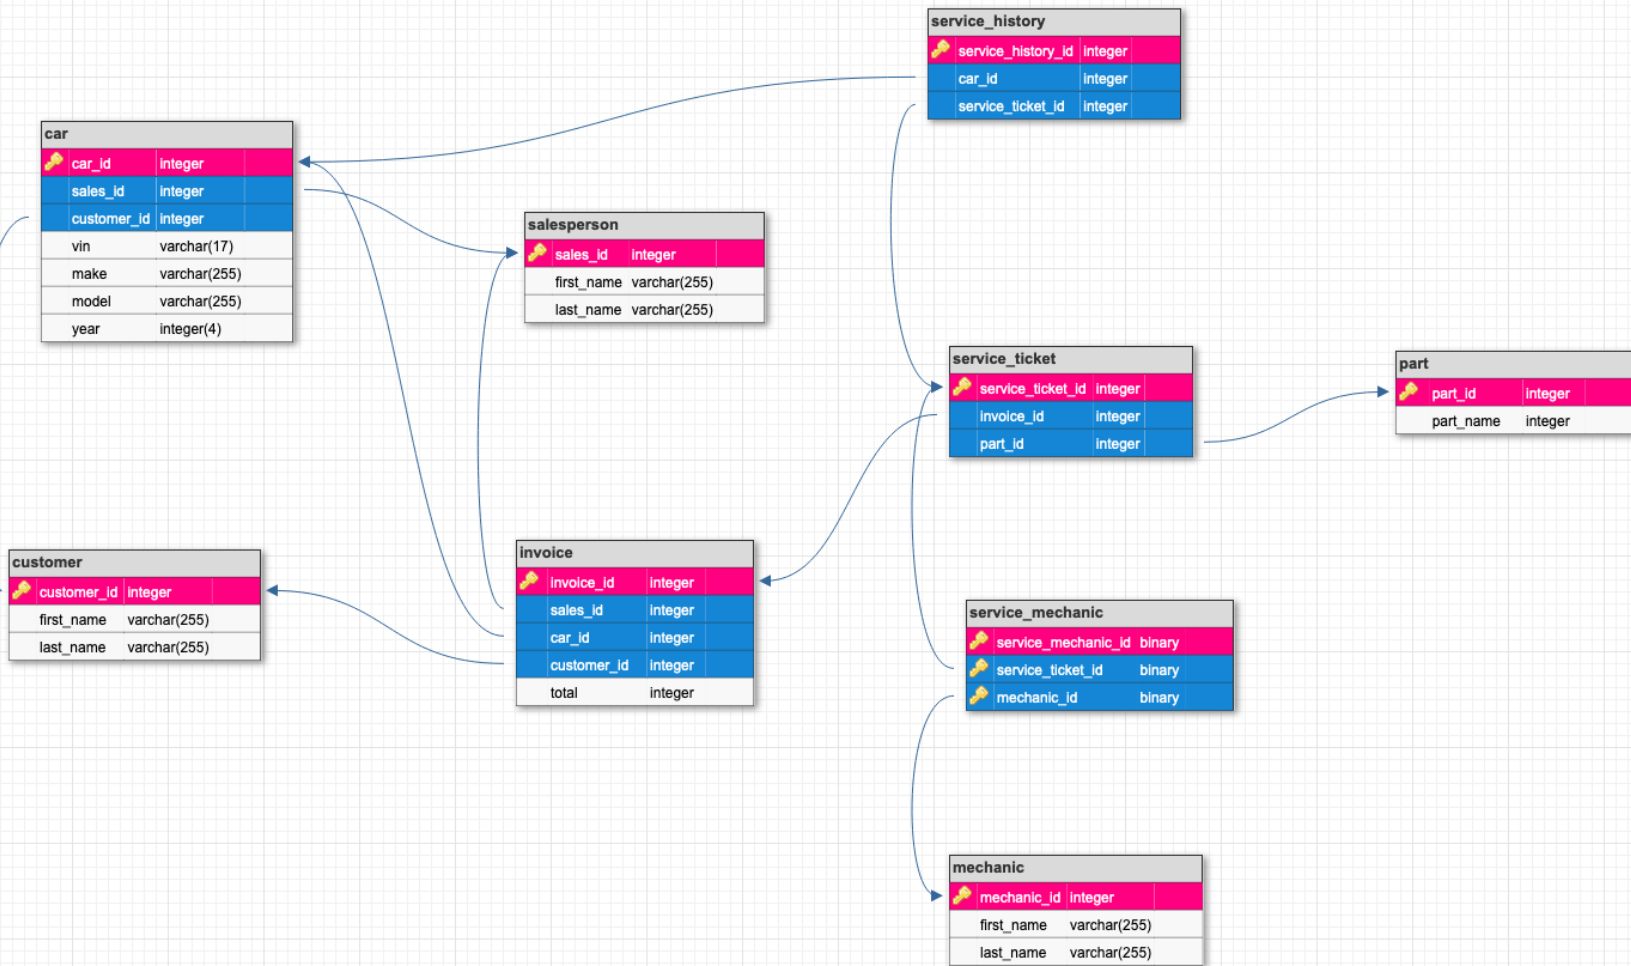 service_history
service_history_id integer
car_id integer
service_ticket_id integer
car
car_id integer
sales_id integer
customer_id integer
vin varchar(17)
make varchar(255)
model varchar(255)
year integer(4)
salesperson
sales_id integer
first_name varchar(255)
last_name varchar(255)
service_ticket
service_ticket_id integer
invoice_id integer
part_id integer
part
part_id integer
part_name integer
customer
customer_id integer
first_name varchar(255)
last_name varchar(255)
invoice
invoice_id integer
sales_id integer
car_id integer
customer_id integer
total integer
service_mechanic
service_mechanic_id binary
service_ticket_id binary
mechanic_id binary
mechanic
mechanic_id integer
first_name varchar(255)
last_name varchar(255)